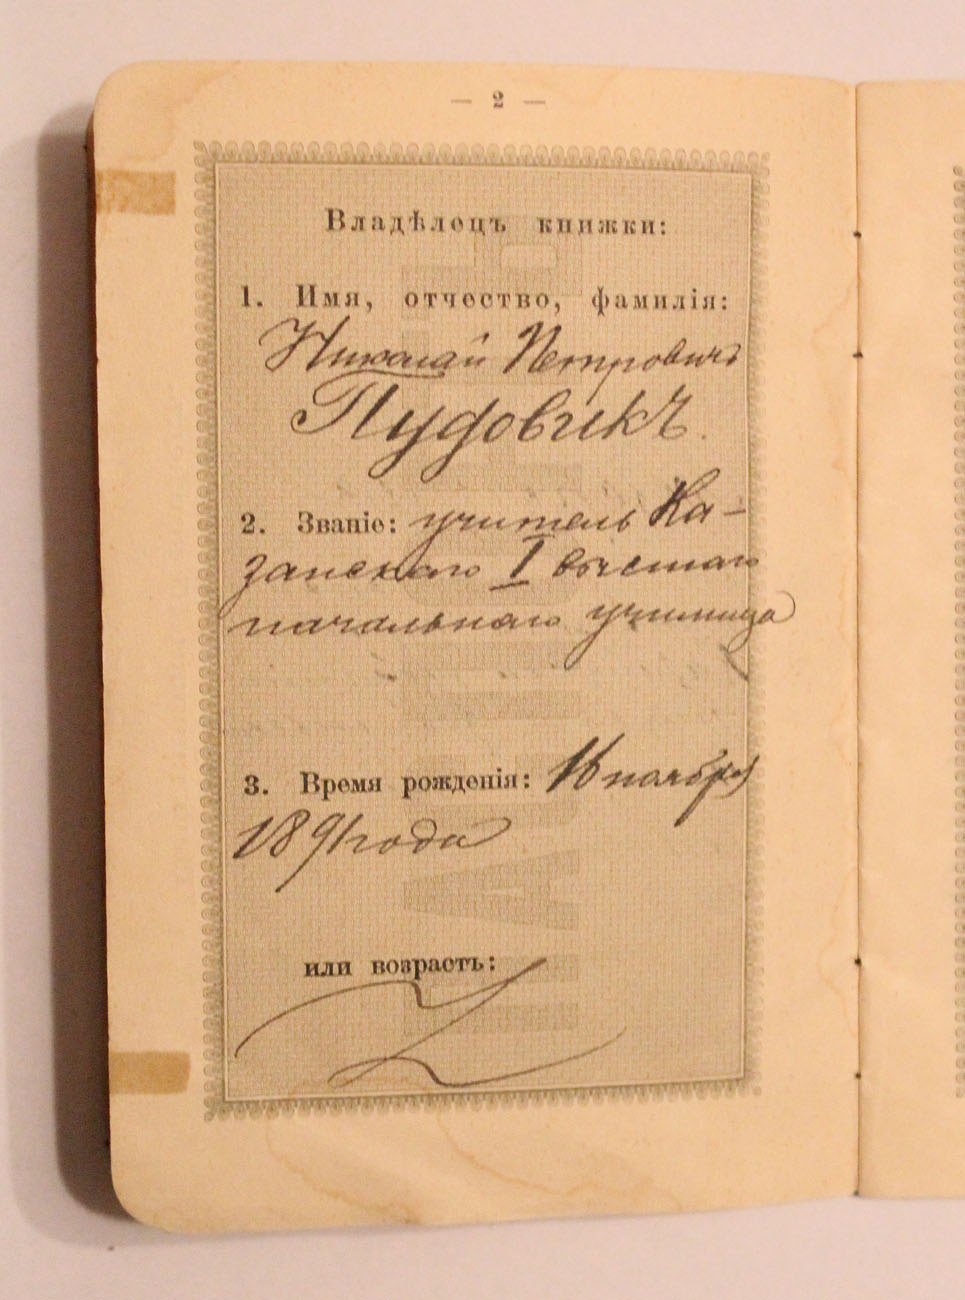 — 2 —
Владѣлецъ книжки:
1. Имя, отчество, фамилія:
Николай Петровичъ
Пудовикъ.
2. Званіе: учитель Ка-
занскаго I высшаго
начальнаго училища
3. Время рожденія: 16 ноября
1891 года
или возрастъ: